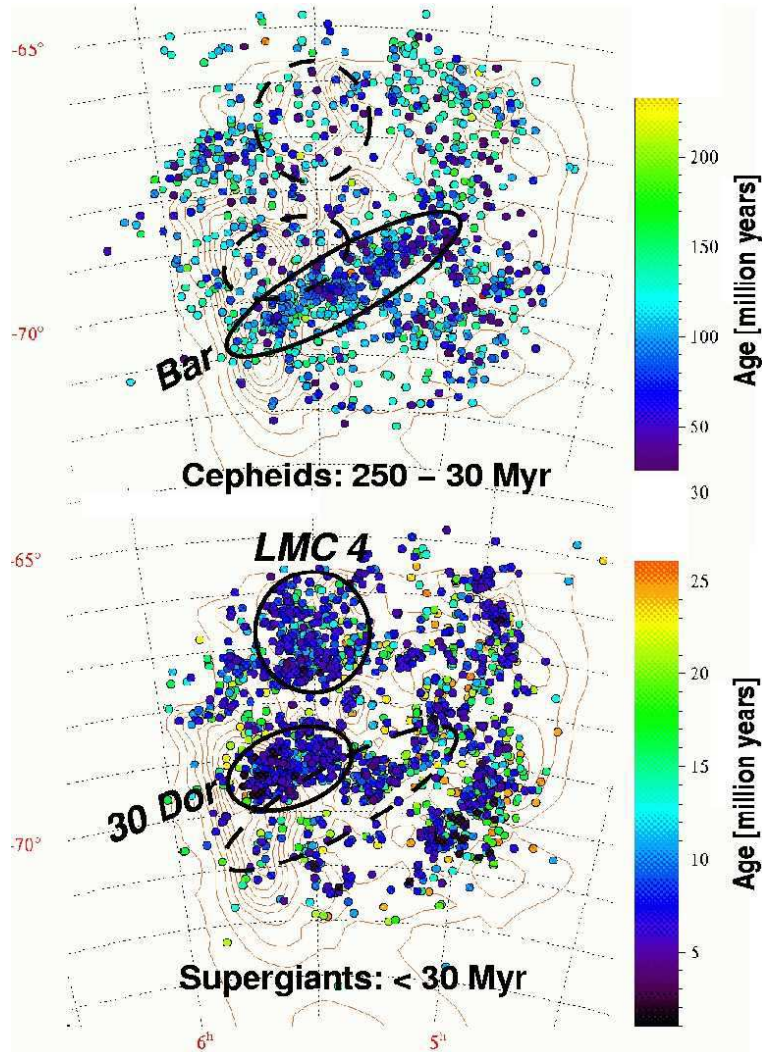 -65°
200
150
100
50
30
Age [million years]
-70°
Bar
Cepheids: 250 – 30 Myr
LMC 4
-65°
25
20
15
10
5
Age [million years]
30 Dor
-70°
Supergiants: < 30 Myr
6h
5h